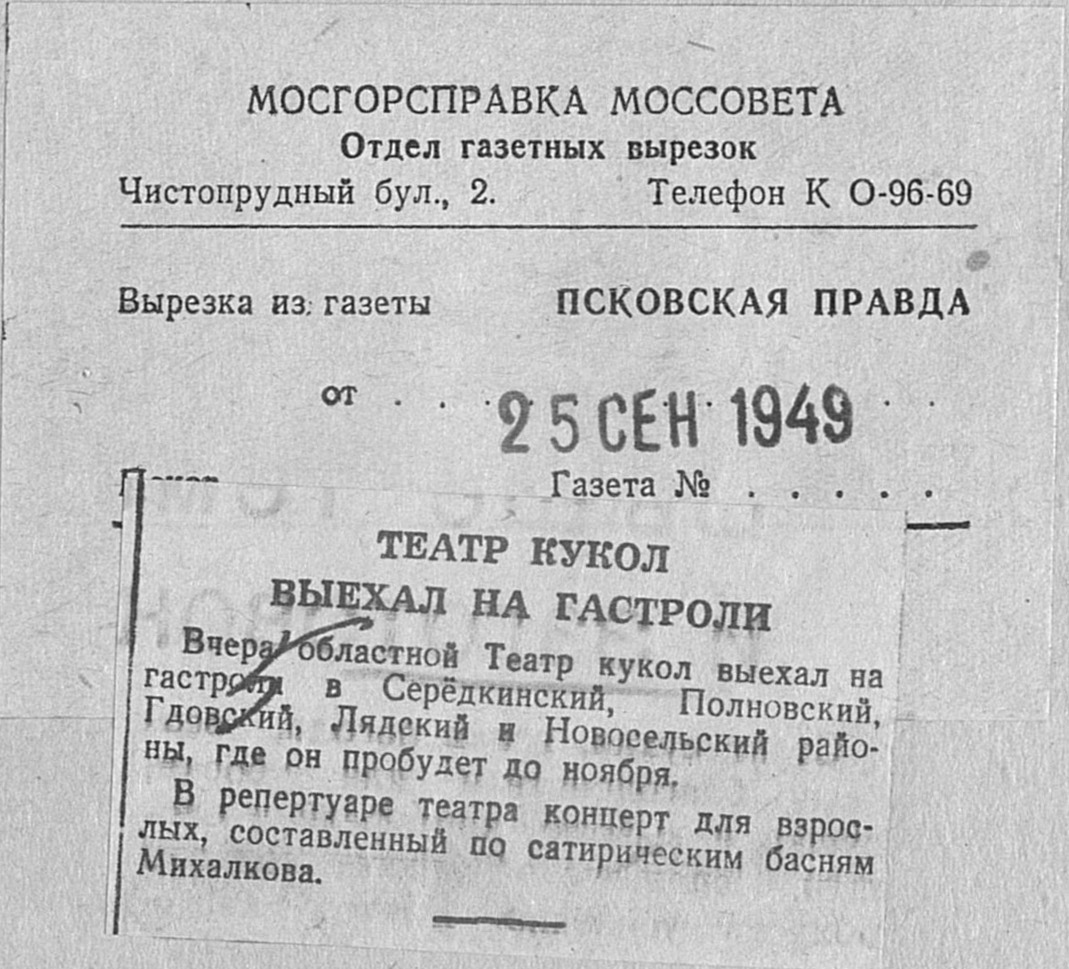 МОСГОРСПРАВКА МОССОВЕТА
Отдел газетных вырезок
Чистопрудный бул., 2. Телефон К 0-96-69
Вырезка из газеты ПСКОВСКАЯ ПРАВДА
от . . 25 СЕН 1949 . .
Газета № . . . . .
ТЕАТР КУКОЛ
ВЫЕХАЛ НА ГАСТРОЛИ
Вчера областной Театр кукол выехал на
гастроли в Серёдкинский, Полновский,
Гдовский, Лядский и Новосельский райо-
ны, где он пробудет до ноября.
В репертуаре театра концерт для взрос-
лых, составленный по сатирическим басням
Михалкова.